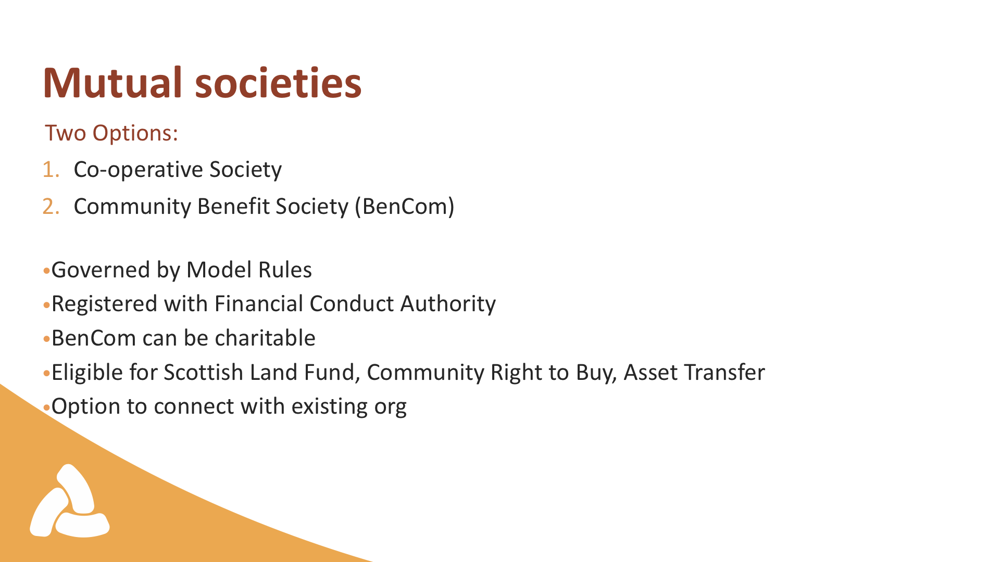 Mutual societies
Two Options:
1. Co-operative Society
2. Community Benefit Society (BenCom)
•Governed by Model Rules
•Registered with Financial Conduct Authority
•BenCom can be charitable
•Eligible for Scottish Land Fund, Community Right to Buy, Asset Transfer
•Option to connect with existing org